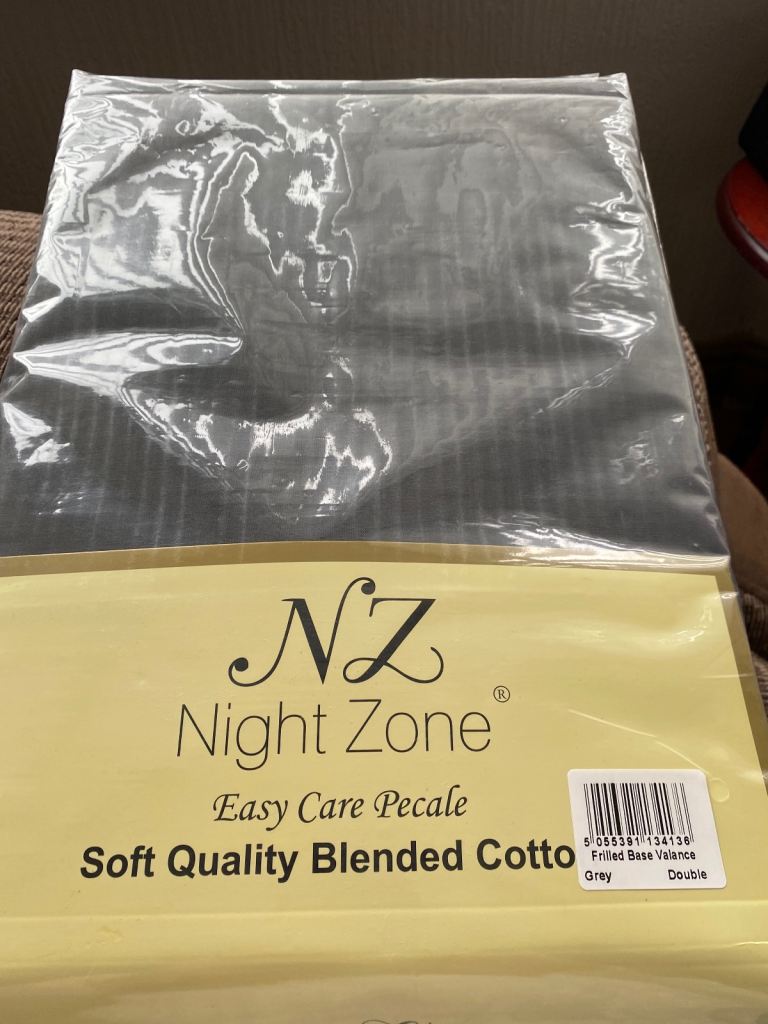 NZ
Night Zone®
Easy Care Pecale
Soft Quality Blended Cotto
5 055391 134136
Frilled Base Valance
Grey Double